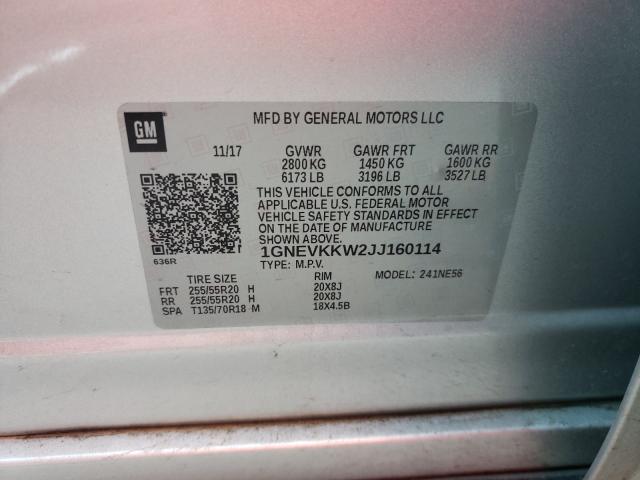 GM
MFD BY GENERAL MOTORS LLC
11/17 GVWR GAWR FRT GAWR RR
2800 KG 1450 KG 1600 KG
6173 LB 3196 LB 3527 LB
THIS VEHICLE CONFORMS TO ALL
APPLICABLE U.S. FEDERAL MOTOR
VEHICLE SAFETY STANDARDS IN EFFECT
ON THE DATE OF MANUFACTURE
SHOWN ABOVE.
636R
1GNEVKKW2JJ160114
TYPE: M.P.V. MODEL: 241NE56
TIRE SIZE RIM
FRT 255/55R20 H 20X8J
RR 255/55R20 H 20X8J
SPA T135/70R18 M 18X4.5B